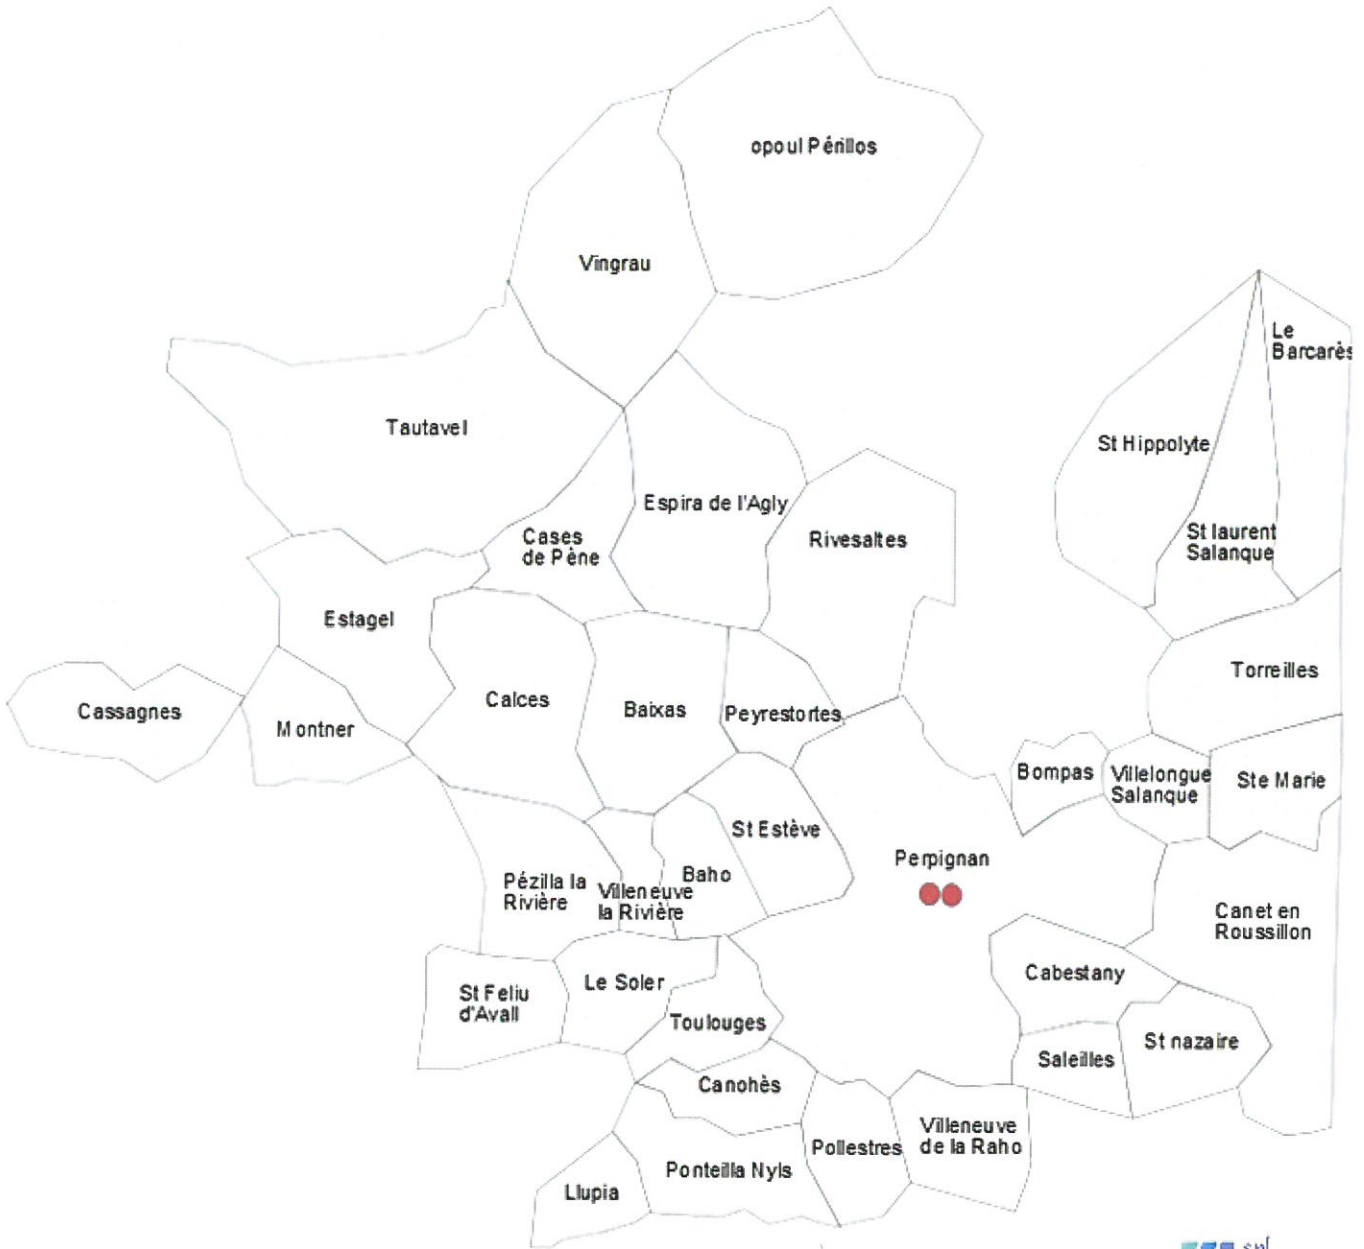 opoul Périllos
Vingrau
Le
Barcarès
Tautavel
St Hippolyte
Espira de l'Agly
Cases
de Pène
Rivesaltes
St laurent
Salanque
Estagel
Torreilles
Cassagnes
Montner
Calces
Baixas
Peyrestortes
Bompas
Villelongue
Salanque
Ste Marie
St Estève
Perpignan
Pézilla la
Rivière
Villeneuve
la Rivière
Baho
Canet en
Roussillon
Cabestany
St Feliu
d'Avall
Le Soler
Toulouges
St nazaire
Saleilles
Canohès
Pollestres
Villeneuve
de la Raho
Ponteilla Nyls
Llupia
spl